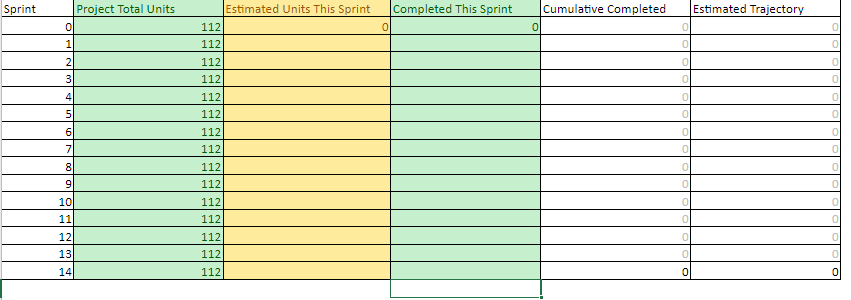 Sprint Project Total Units Estimated Units This Sprint Completed This Sprint Cumulative Completed Estimated Trajectory
0 112 0 0 0 0
1 112 0 0
2 112 0 0
3 112 0 0
4 112 0 0
5 112 0 0
6 112 0 0
7 112 0 0
8 112 0 0
9 112 0 0
10 112 0 0
11 112 0 0
12 112 0 0
13 112 0 0
14 112 0 0